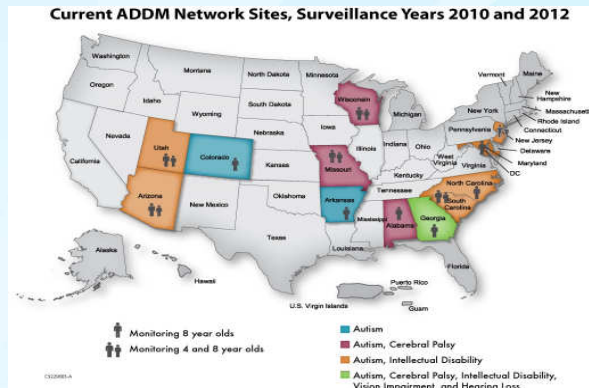 Current ADDM Network Sites, Surveillance Years 2010 and 2012
Washington
Oregon
California
Nevada
Idaho
Montana
Wyoming
Utah
Arizona
Colorado
New Mexico
North Dakota
South Dakota
Nebraska
Kansas
Oklahoma
Texas
Minnesota
Iowa
Missouri
Arkansas
Louisiana
Wisconsin
Illinois
Michigan
Indiana
Ohio
Kentucky
Tennessee
Mississippi
Alabama
Georgia
Florida
South
Carolina
North Carolina
Virginia
West
Virginia
Pennsylvania
New York
Vermont
Maine
New
Hampshire
Massachusetts
Rhode Island
Connecticut
New Jersey
Delaware
Maryland
DC
Alaska
Hawaii
U.S. Virgin Islands
Puerto Rico
Guam
Monitoring 8 year olds
Monitoring 4 and 8 year olds
Autism
Autism, Cerebral Palsy
Autism, Intellectual Disability
Autism, Cerebral Palsy, Intellectual Disability,
Vision Impairment, and Hearing Loss